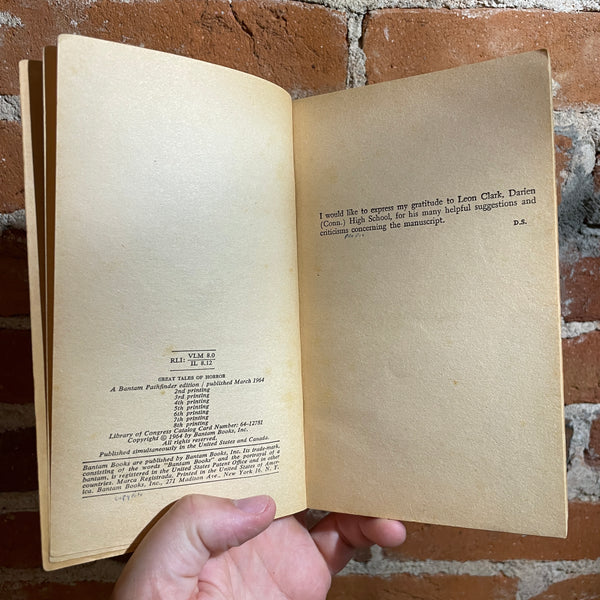 RLI: VLM 8.0
IL 8.12
GREAT TALES OF HORROR
A Bantam Pathfinder edition / published March 1964
2nd printing
3rd printing
4th printing
5th printing
6th printing
7th printing
8th printing
Library of Congress Catalog Card Number: 64-12781
Copyright © 1964 by Bantam Books, Inc.
All rights reserved.
Published simultaneously in the United States and Canada.
Bantam Books are published by Bantam Books, Inc. Its trade-mark,
consisting of the words "Bantam Books" and the portrayal of a
bantam, is registered in the United States Patent Office and in other
countries. Marca Registrada. Printed in the United States of Amer-
ica. Bantam Books, Inc., 271 Madison Ave., New York 16, N. Y.
I would like to express my gratitude to Leon Clark, Darien
(Conn.) High School, for his many helpful suggestions and
criticisms concerning the manuscript.
D.S.